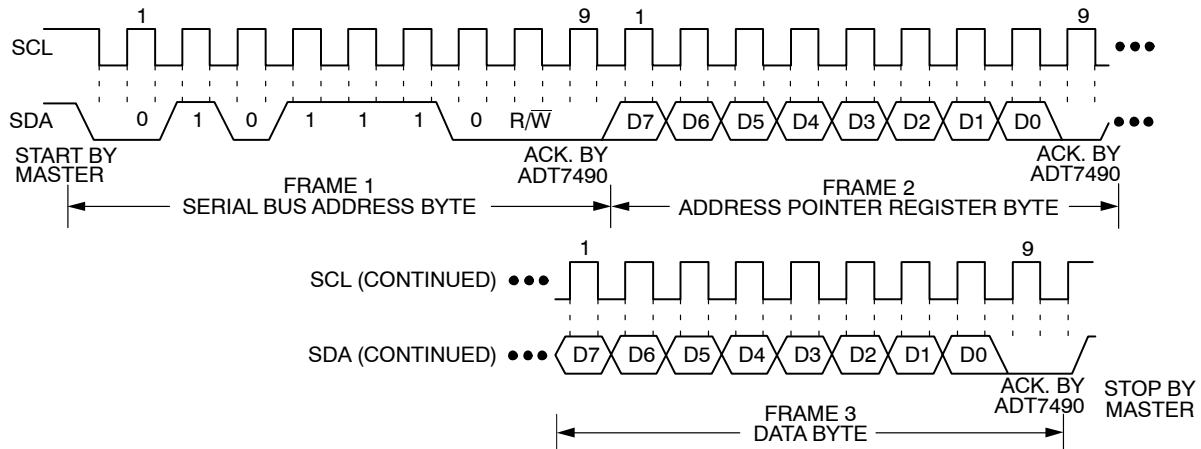 1 9 1 9
SCL
SDA 0 1 0 1 1 1 0 R/W̅ D7 D6 D5 D4 D3 D2 D1 D0
START BY MASTER
ACK. BY ADT7490
ACK. BY ADT7490
FRAME 1
SERIAL BUS ADDRESS BYTE
FRAME 2
ADDRESS POINTER REGISTER BYTE
1 9
SCL (CONTINUED)
SDA (CONTINUED) D7 D6 D5 D4 D3 D2 D1 D0
ACK. BY ADT7490
STOP BY MASTER
FRAME 3
DATA BYTE